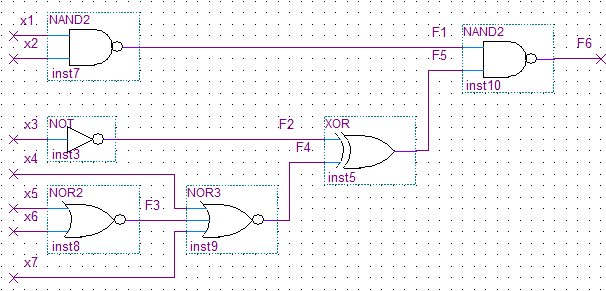 x1
NAND2
x2
inst7
F1
F5
NAND2
F6
inst10
x3
NOT
inst3
F2
XOR
F4
inst5
x4
x5
NOR2
x6
inst8
F3
NOR3
inst9
x7